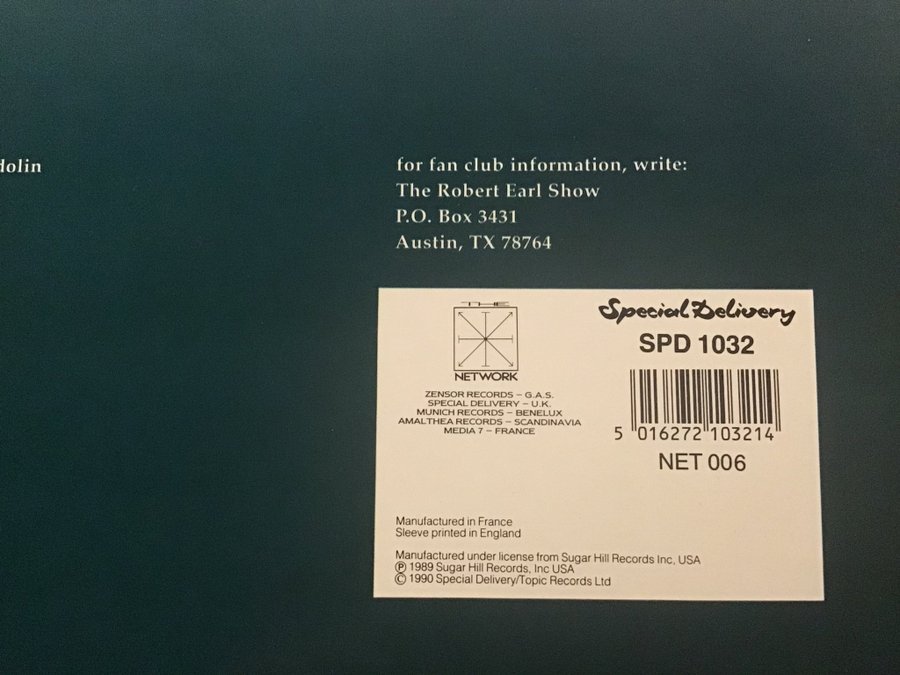 dolin
for fan club information, write:
The Robert Earl Show
P.O. Box 3431
Austin, TX 78764
THE
NETWORK
ZENSOR RECORDS – G.A.S.
SPECIAL DELIVERY – U.K.
MUNICH RECORDS – BENELUX
AMALTHEA RECORDS – SCANDINAVIA
MEDIA 7 – FRANCE
Special Delivery
SPD 1032
5 016272 103214
NET 006
Manufactured in France
Sleeve printed in England
Manufactured under license from Sugar Hill Records Inc, USA
℗ 1989 Sugar Hill Records, Inc USA
© 1990 Special Delivery/Topic Records Ltd